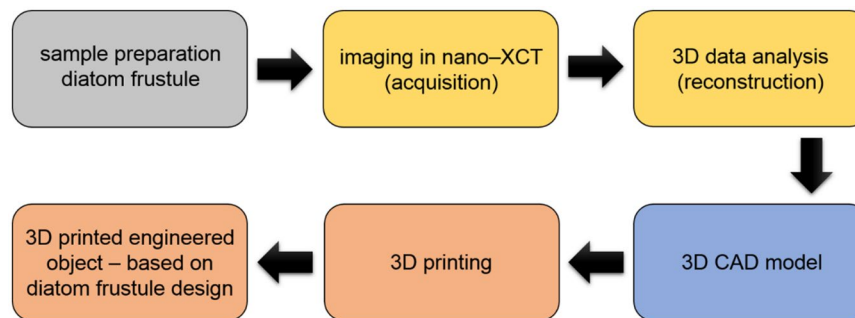 sample preparation
diatom frustule
imaging in nano–XCT
(acquisition)
3D data analysis
(reconstruction)
3D CAD model
3D printing
3D printed engineered
object – based on
diatom frustule design